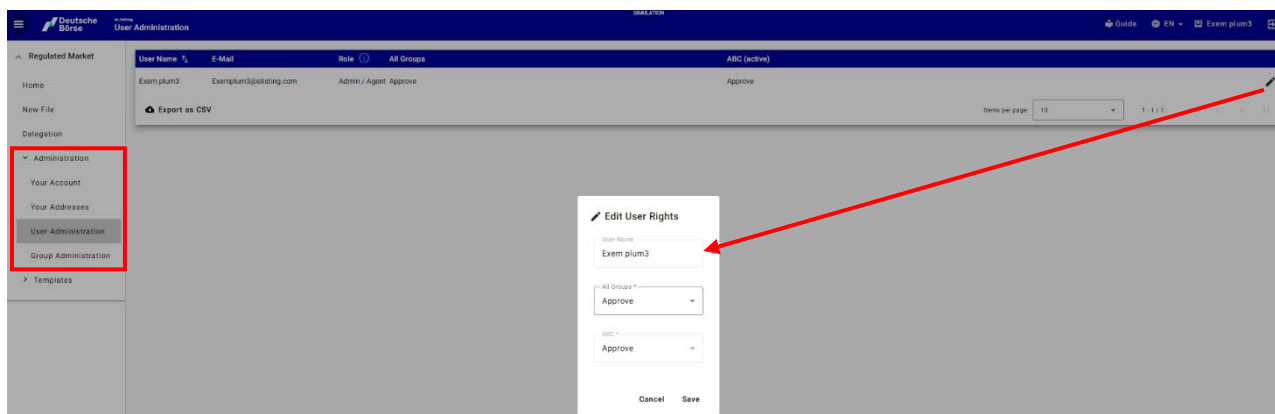 SIMULATION
Deutsche Börse
eListing
User Administration
Guide EN Exem plum3
Regulated Market
Home
New File
Delegation
Administration
Your Account
Your Addresses
User Administration
Group Administration
Templates
User Name E-Mail Role All Groups ABC (active)
Exem plum3 Exemplum3@elisting.com Admin / Agent Approve Approve
Export as CSV Items per page: 10 1 - 1 / 1
Edit User Rights
User Name
Exem plum3
All Groups *
Approve
ABC *
Approve
Cancel Save